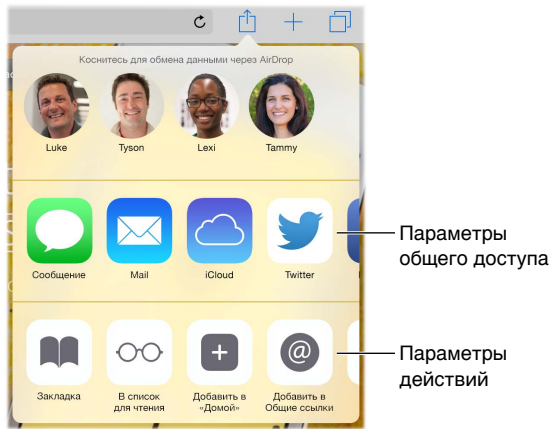 Коснитесь для обмена данными через AirDrop
Luke
Tyson
Lexi
Tammy
Сообщение
Mail
iCloud
Twitter
Параметры
общего доступа
Закладка
В список
для чтения
Добавить в
«Домой»
Добавить в
Общие ссылки
Параметры
действий